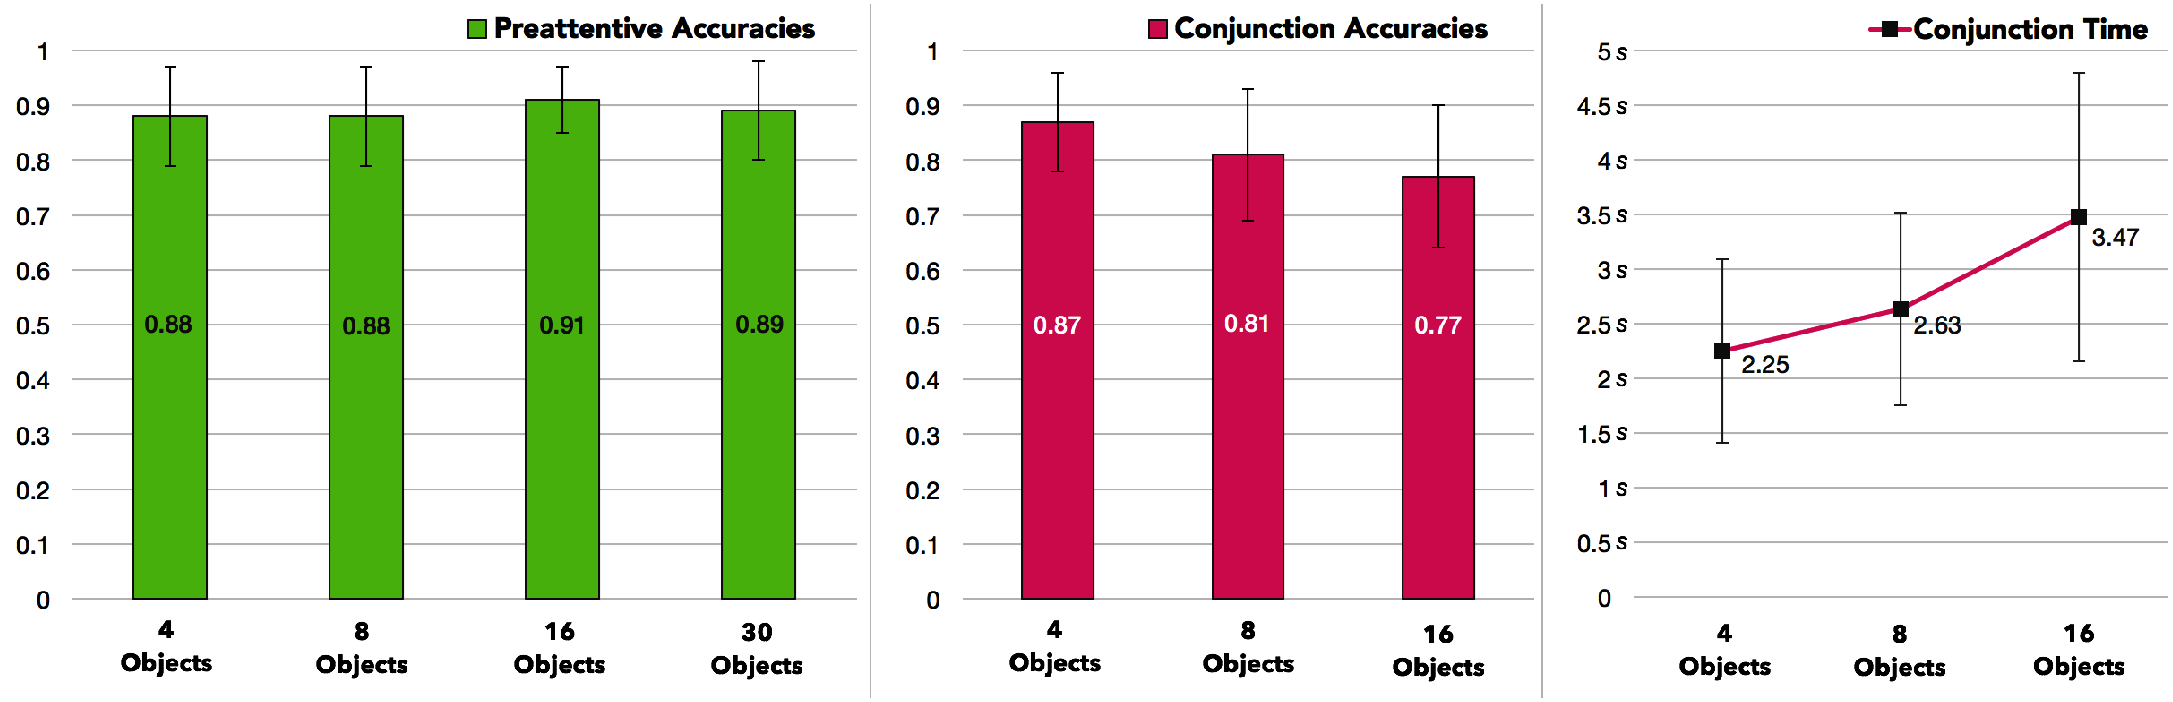 Preattentive Accuracies
1
0.9
0.8
0.7
0.6
0.5
0.4
0.3
0.2
0.1
0
0.88
0.88
0.91
0.89
4 Objects
8 Objects
16 Objects
30 Objects
Conjunction Accuracies
1
0.9
0.8
0.7
0.6
0.5
0.4
0.3
0.2
0.1
0
0.87
0.81
0.77
4 Objects
8 Objects
16 Objects
Conjunction Time
5 s
4.5 s
4 s
3.5 s
3 s
2.5 s
2 s
1.5 s
1 s
0.5 s
0
2.25
2.63
3.47
4 Objects
8 Objects
16 Objects